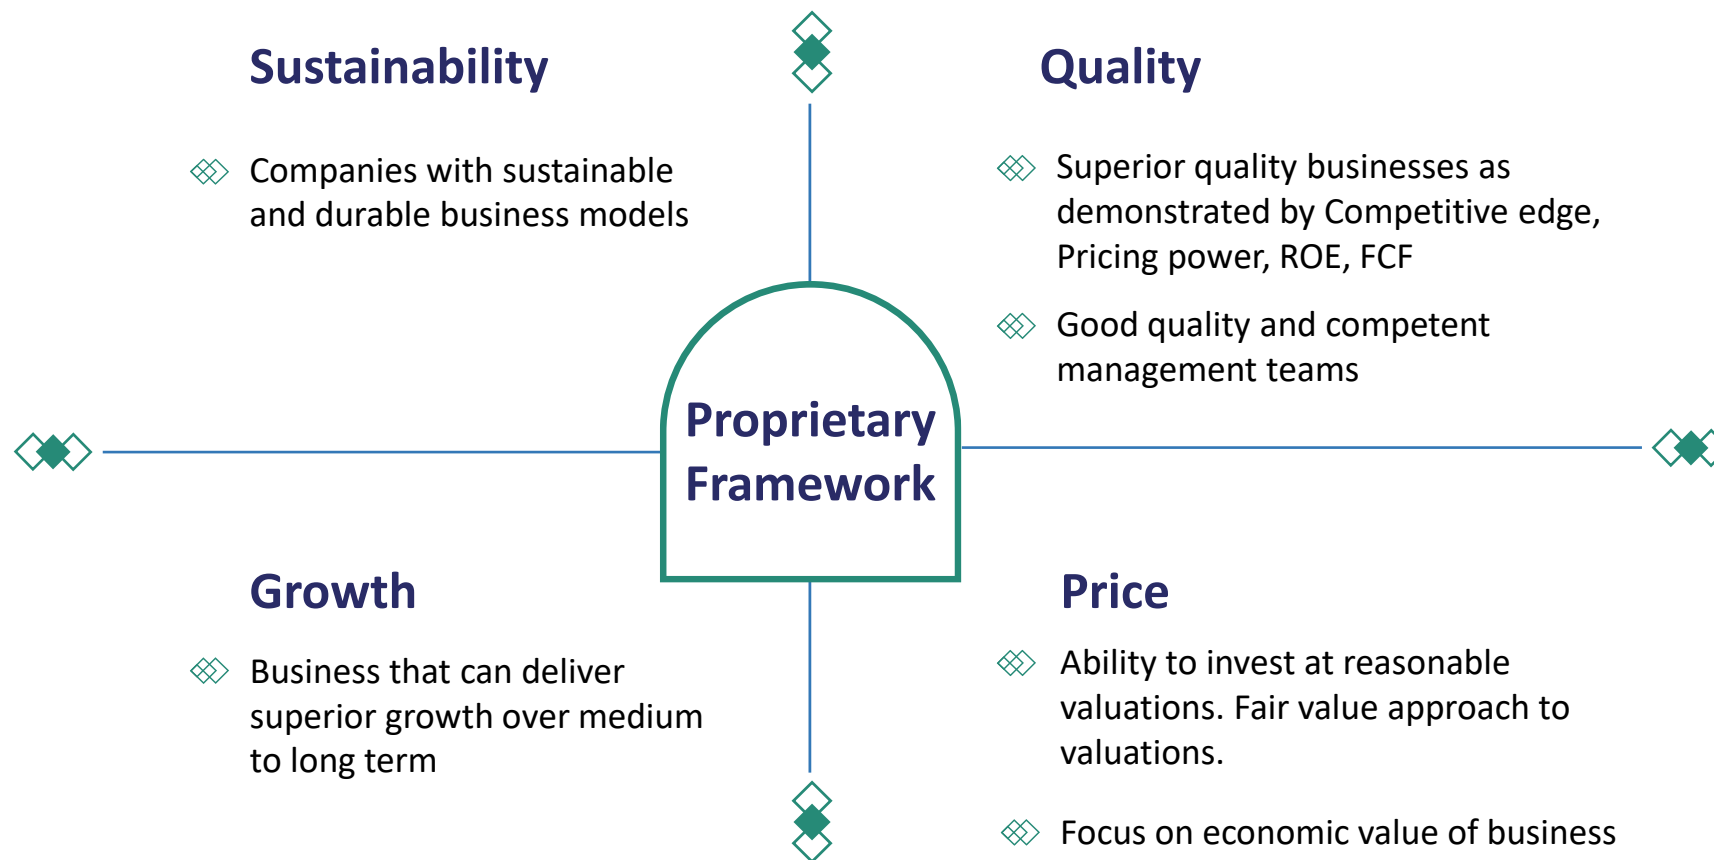 Sustainability
Companies with sustainable
and durable business models
Quality
Superior quality businesses as
demonstrated by Competitive edge,
Pricing power, ROE, FCF
Good quality and competent
management teams
Proprietary
Framework
Growth
Business that can deliver
superior growth over medium
to long term
Price
Ability to invest at reasonable
valuations. Fair value approach to
valuations.
Focus on economic value of business